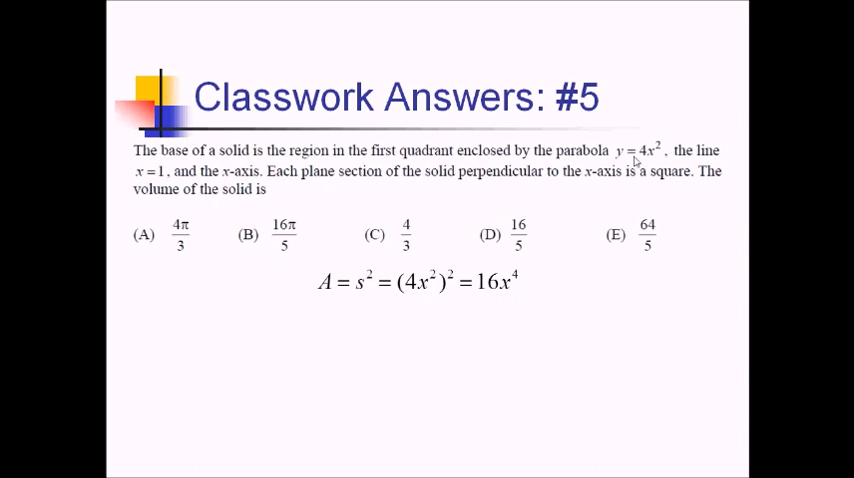 Classwork Answers: #5
The base of a solid is the region in the first quadrant enclosed by the parabola y = 4x², the line
x = 1, and the x-axis. Each plane section of the solid perpendicular to the x-axis is a square. The
volume of the solid is
(A) 4π/3 (B) 16π/5 (C) 4/3 (D) 16/5 (E) 64/5
A = s² = (4x²)² = 16x⁴